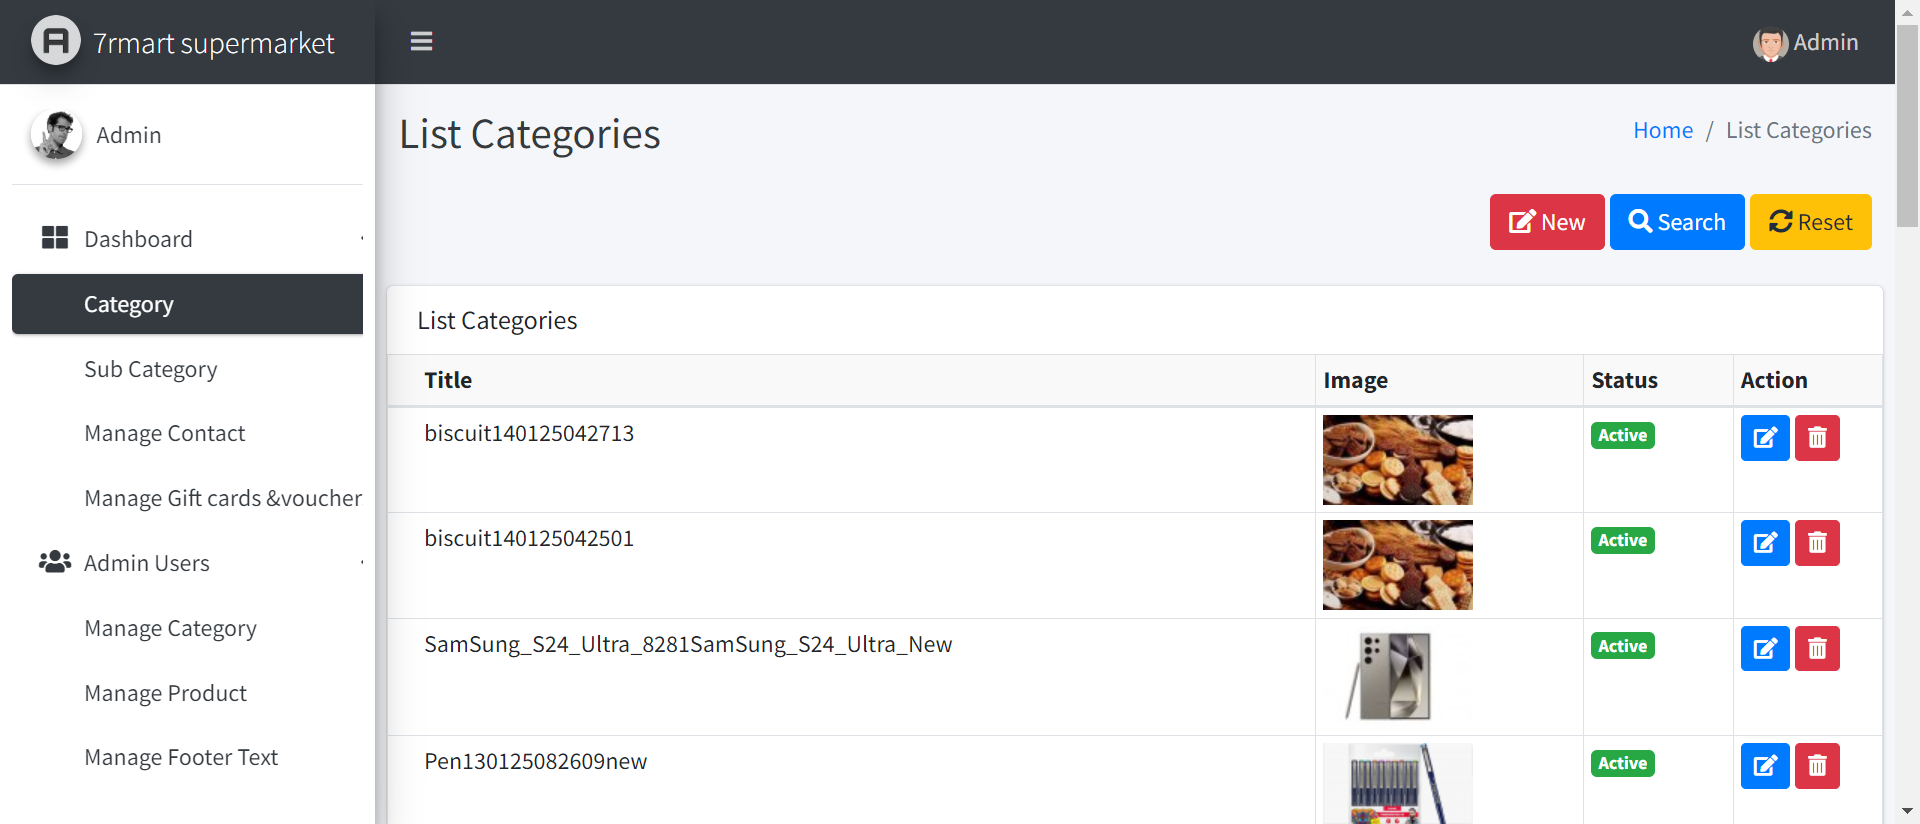 7rmart supermarket
Admin
Admin
List Categories
Home / List Categories
New Search Reset
Dashboard
Category
Sub Category
Manage Contact
Manage Gift cards &voucher
Admin Users
Manage Category
Manage Product
Manage Footer Text
List Categories
Title Image Status Action
biscuit140125042713 Active
biscuit140125042501 Active
SamSung_S24_Ultra_8281SamSung_S24_Ultra_New Active
Pen130125082609new Active